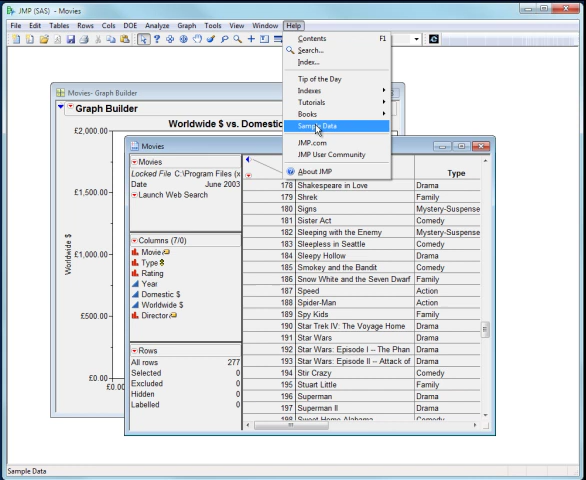 JMP (SAS) - Movies
File Edit Tables Rows Cols DOE Analyze Graph Tools View Window Help
Contents F1
Search...
Index...
Tip of the Day
Indexes
Tutorials
Books
Sample Data
JMP.com
JMP User Community
About JMP
Movies- Graph Builder
Graph Builder
Worldwide $ vs. Domestic
£2,000.00
£1,500.00
£1,000.00
£500.00
£0.00
£0.00
Worldwide $
Movies
Movies
Locked File C:\Program Files (x
Date June 2003
Launch Web Search
Columns (7/0)
Movie
Type
Rating
Year
Domestic $
Worldwide $
Director
Rows
All rows 277
Selected 0
Excluded 0
Hidden 0
Labelled 0
Type
178 Shakespeare in Love Drama
179 Shrek Family
180 Signs Mystery-Suspense
181 Sister Act Comedy
182 Sleeping with the Enemy Mystery-Suspense
183 Sleepless in Seattle Comedy
184 Sleepy Hollow Drama
185 Smokey and the Bandit Comedy
186 Snow White and the Seven Dwarf Family
187 Speed Action
188 Spider-Man Action
189 Spy Kids Family
190 Star Trek IV: The Voyage Home Drama
191 Star Wars Drama
192 Star Wars: Episode I -- The Phan Drama
193 Star Wars: Episode II -- Attack of Drama
194 Stir Crazy Comedy
195 Stuart Little Family
196 Superman Drama
197 Superman II Drama
198 Sweet Home Alabama Comedy
Sample Data